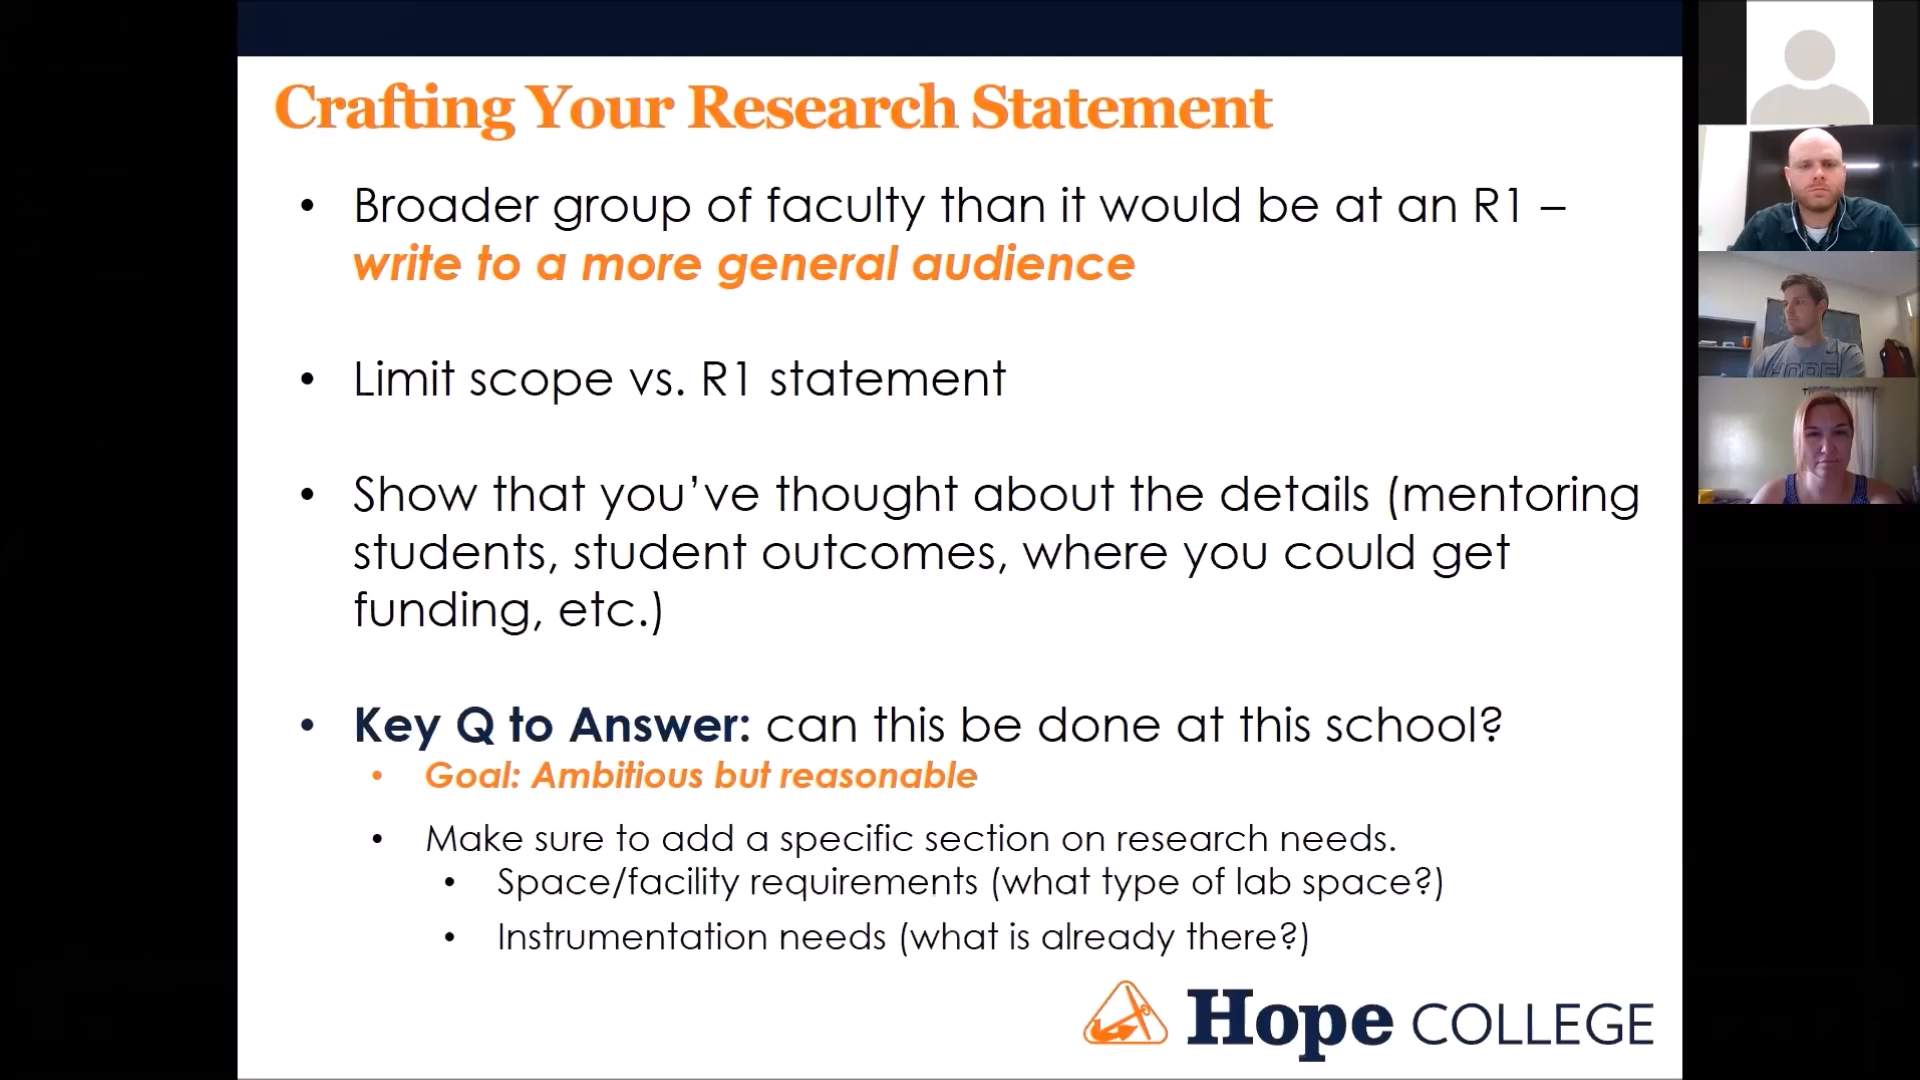 Crafting Your Research Statement
• Broader group of faculty than it would be at an R1 –
write to a more general audience
• Limit scope vs. R1 statement
• Show that you’ve thought about the details (mentoring
students, student outcomes, where you could get
funding, etc.)
• Key Q to Answer: can this be done at this school?
• Goal: Ambitious but reasonable
• Make sure to add a specific section on research needs.
• Space/facility requirements (what type of lab space?)
• Instrumentation needs (what is already there?)
Hope COLLEGE
HOPE